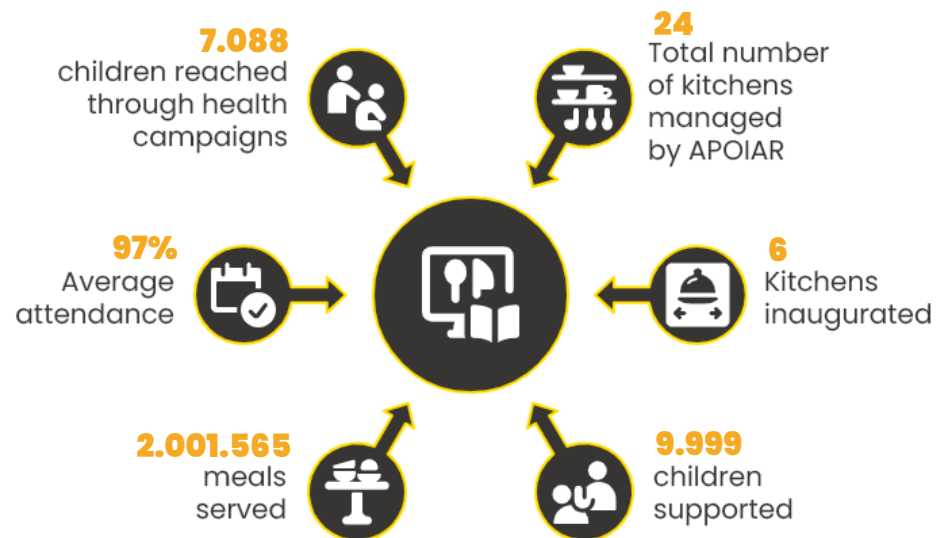 7.088
children reached
through health
campaigns
24
Total number
of kitchens
managed
by APOIAR
97%
Average
attendance
6
Kitchens
inaugurated
2.001.565
meals
served
9.999
children
supported